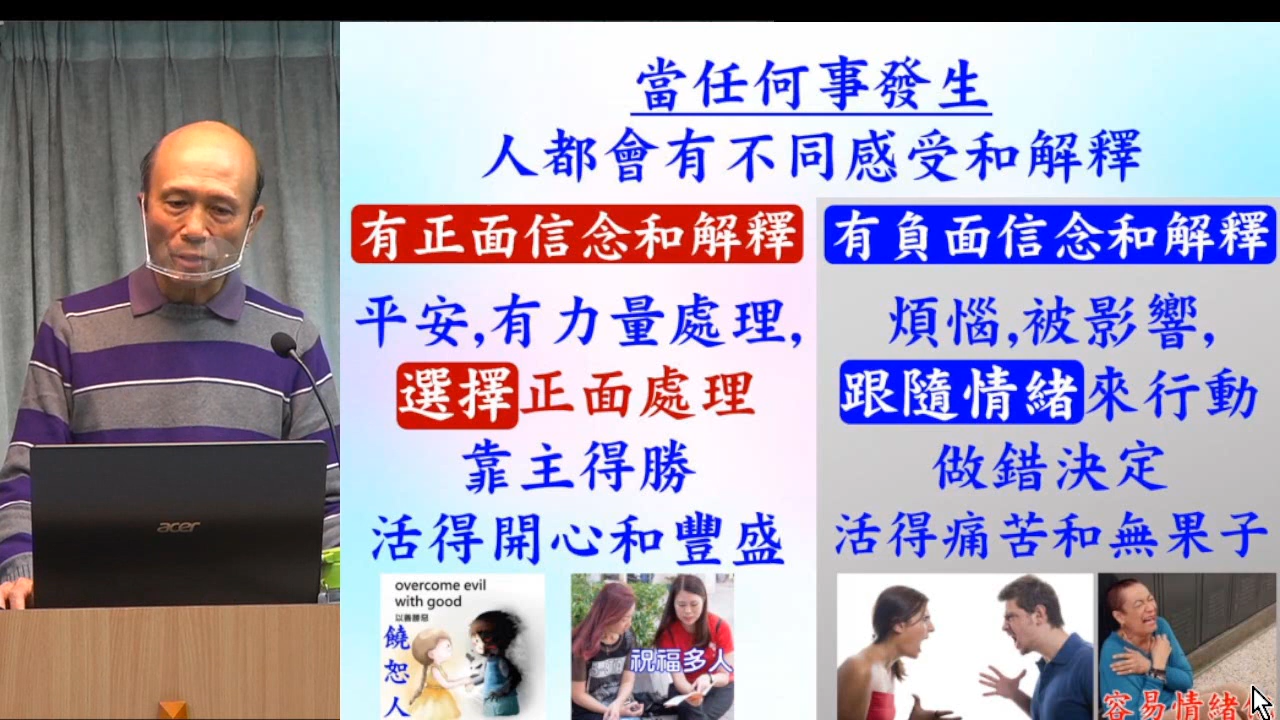 當任何事發生
人都會有不同感受和解釋
有正面信念和解釋
平安,有力量處理,
選擇正面處理
靠主得勝
活得開心和豐盛
overcome evil
with good
以善勝惡
饒
恕
人
祝福多人
有負面信念和解釋
煩惱,被影響,
跟隨情緒來行動
做錯決定
活得痛苦和無果子
容易情緒
acer